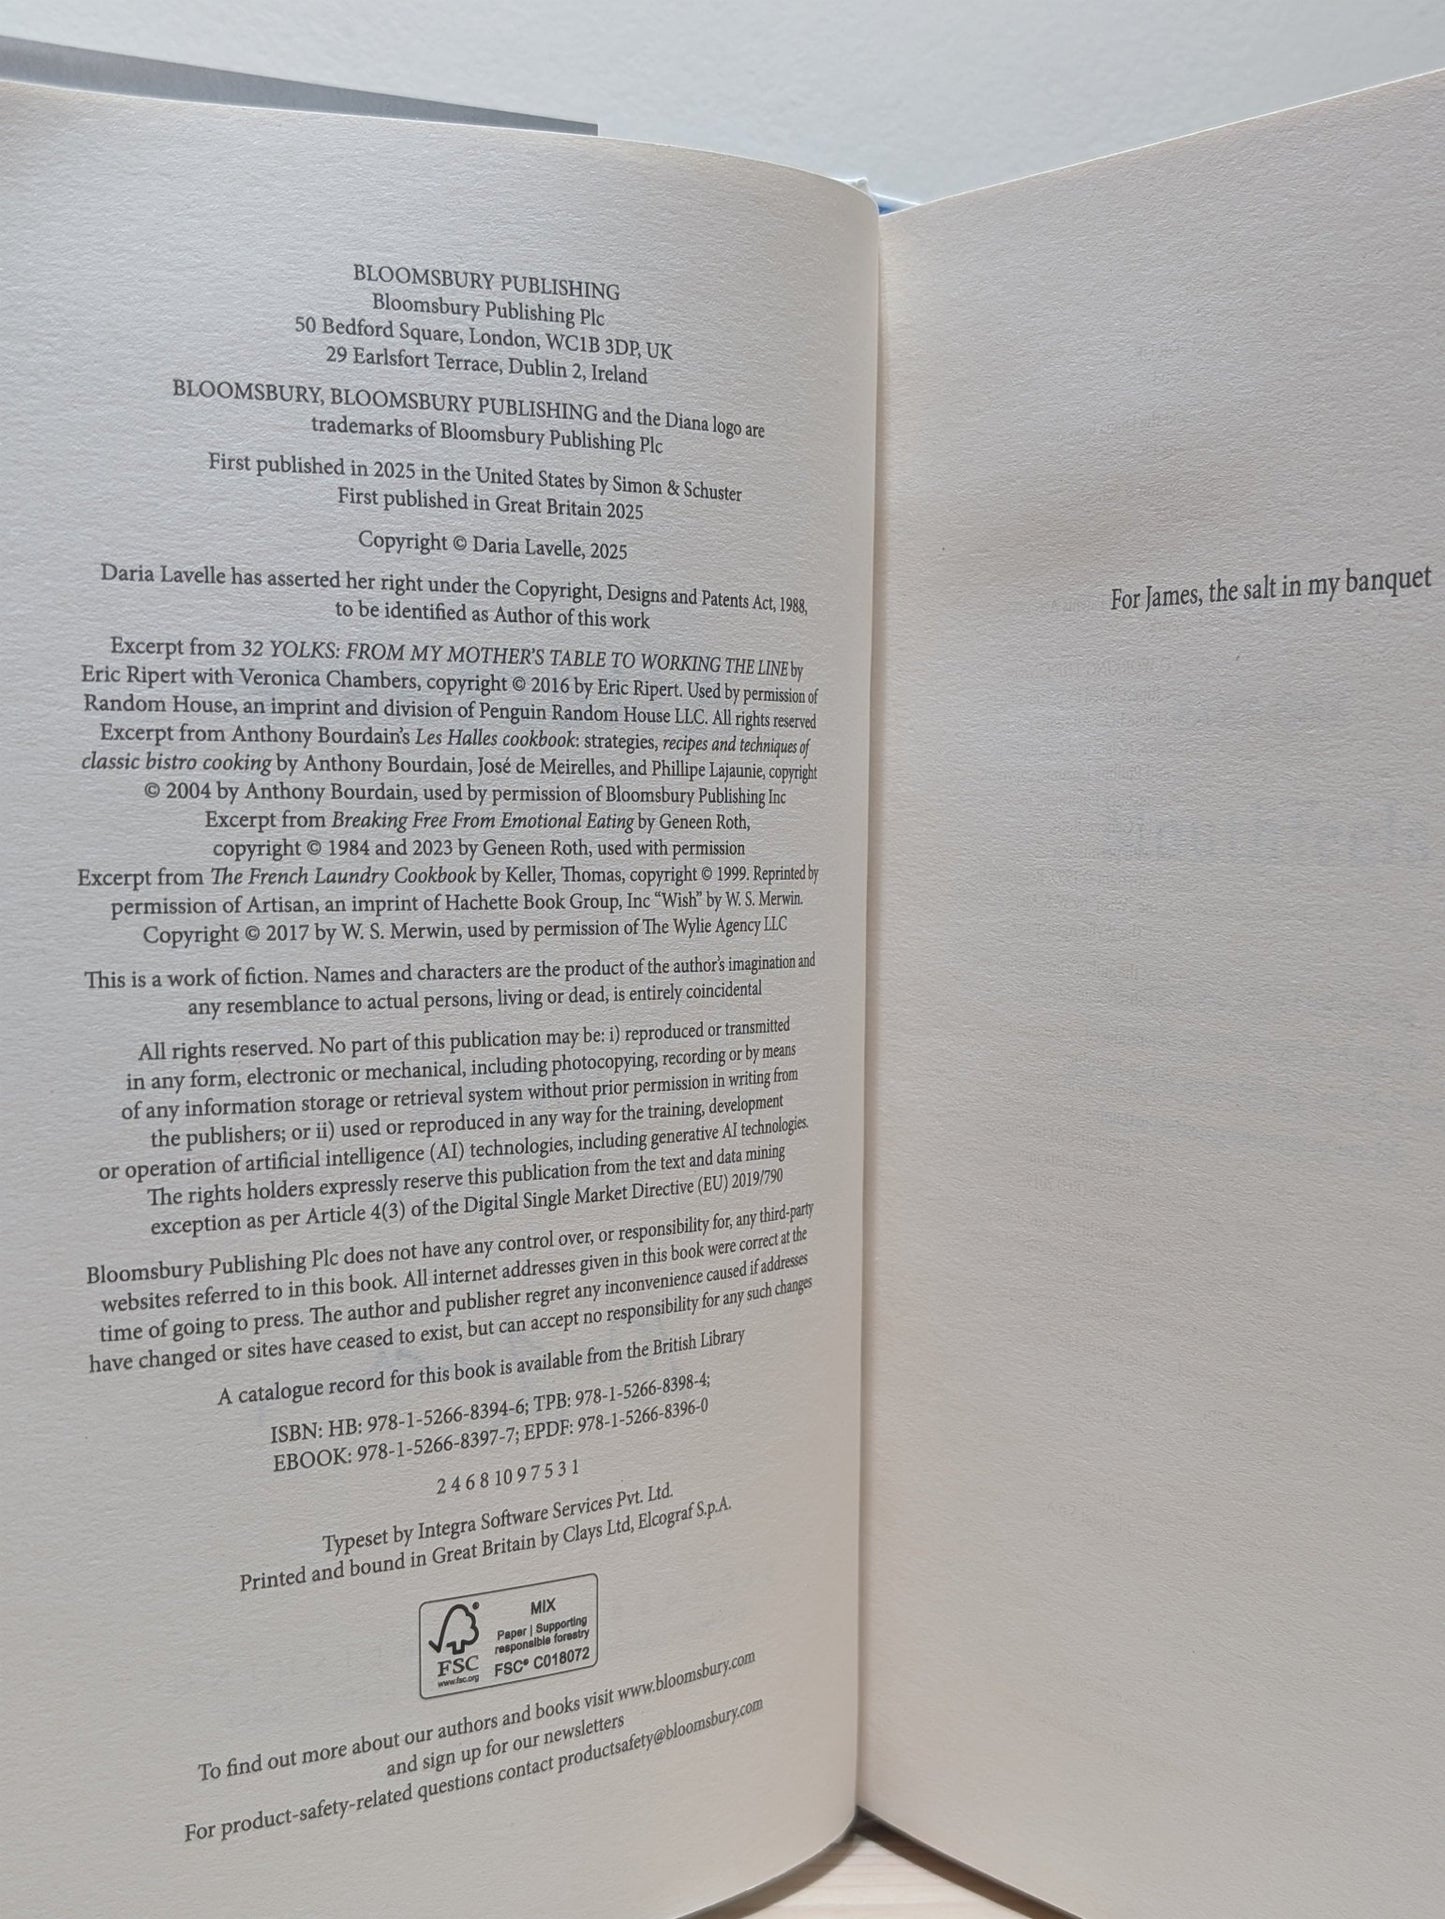 BLOOMSBURY PUBLISHING
Bloomsbury Publishing Plc
50 Bedford Square, London, WC1B 3DP, UK
29 Earlsfort Terrace, Dublin 2, Ireland
BLOOMSBURY, BLOOMSBURY PUBLISHING and the Diana logo are
trademarks of Bloomsbury Publishing Plc
First published in 2025 in the United States by Simon & Schuster
First published in Great Britain 2025
Copyright © Daria Lavelle, 2025
Daria Lavelle has asserted her right under the Copyright, Designs and Patents Act, 1988,
to be identified as Author of this work
Excerpt from 32 YOLKS: FROM MY MOTHER'S TABLE TO WORKING THE LINE by
Eric Ripert with Veronica Chambers, copyright © 2016 by Eric Ripert. Used by permission of
Random House, an imprint and division of Penguin Random House LLC. All rights reserved
Excerpt from Anthony Bourdain's Les Halles cookbook: strategies, recipes and techniques of
classic bistro cooking by Anthony Bourdain, José de Meirelles, and Phillipe Lajaunie, copyright
© 2004 by Anthony Bourdain, used by permission of Bloomsbury Publishing Inc
Excerpt from Breaking Free From Emotional Eating by Geneen Roth,
copyright © 1984 and 2023 by Geneen Roth, used with permission
Excerpt from The French Laundry Cookbook by Keller, Thomas, copyright © 1999. Reprinted by
permission of Artisan, an imprint of Hachette Book Group, Inc “Wish” by W. S. Merwin.
Copyright © 2017 by W. S. Merwin, used by permission of The Wylie Agency LLC
This is a work of fiction. Names and characters are the product of the author's imagination and
any resemblance to actual persons, living or dead, is entirely coincidental
All rights reserved. No part of this publication may be: i) reproduced or transmitted
in any form, electronic or mechanical, including photocopying, recording or by means
of any information storage or retrieval system without prior permission in writing from
the publishers; or ii) used or reproduced in any way for the training, development
or operation of artificial intelligence (AI) technologies, including generative AI technologies.
The rights holders expressly reserve this publication from the text and data mining
exception as per Article 4(3) of the Digital Single Market Directive (EU) 2019/790
Bloomsbury Publishing Plc does not have any control over, or responsibility for, any third-party
websites referred to in this book. All internet addresses given in this book were correct at the
time of going to press. The author and publisher regret any inconvenience caused if addresses
have changed or sites have ceased to exist, but can accept no responsibility for any such changes
A catalogue record for this book is available from the British Library
ISBN: HB: 978-1-5266-8394-6; TPB: 978-1-5266-8398-4;
EBOOK: 978-1-5266-8397-7; EPDF: 978-1-5266-8396-0
2 4 6 8 10 9 7 5 3 1
Typeset by Integra Software Services Pvt. Ltd.
Printed and bound in Great Britain by Clays Ltd, Elcograf S.p.A.
FSC
www.fsc.org
MIX
Paper | Supporting
responsible forestry
FSC® C018072
To find out more about our authors and books visit www.bloomsbury.com
and sign up for our newsletters
For product-safety-related questions contact productsafety@bloomsbury.com
For James, the salt in my banquet